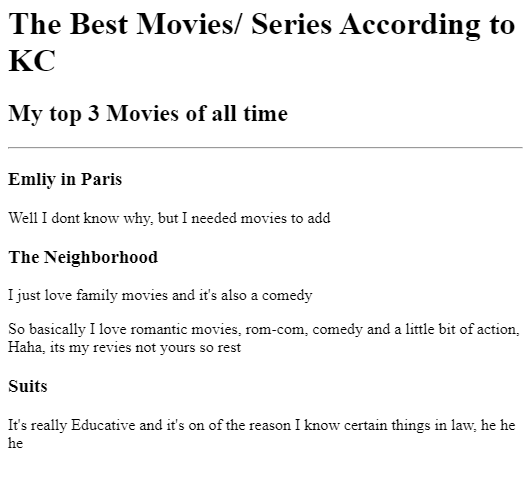 The Best Movies/ Series According to
KC
My top 3 Movies of all time
Emliy in Paris
Well I dont know why, but I needed movies to add
The Neighborhood
I just love family movies and it's also a comedy
So basically I love romantic movies, rom-com, comedy and a little bit of action,
Haha, its my revies not yours so rest
Suits
It's really Educative and it's on of the reason I know certain things in law, he he
he